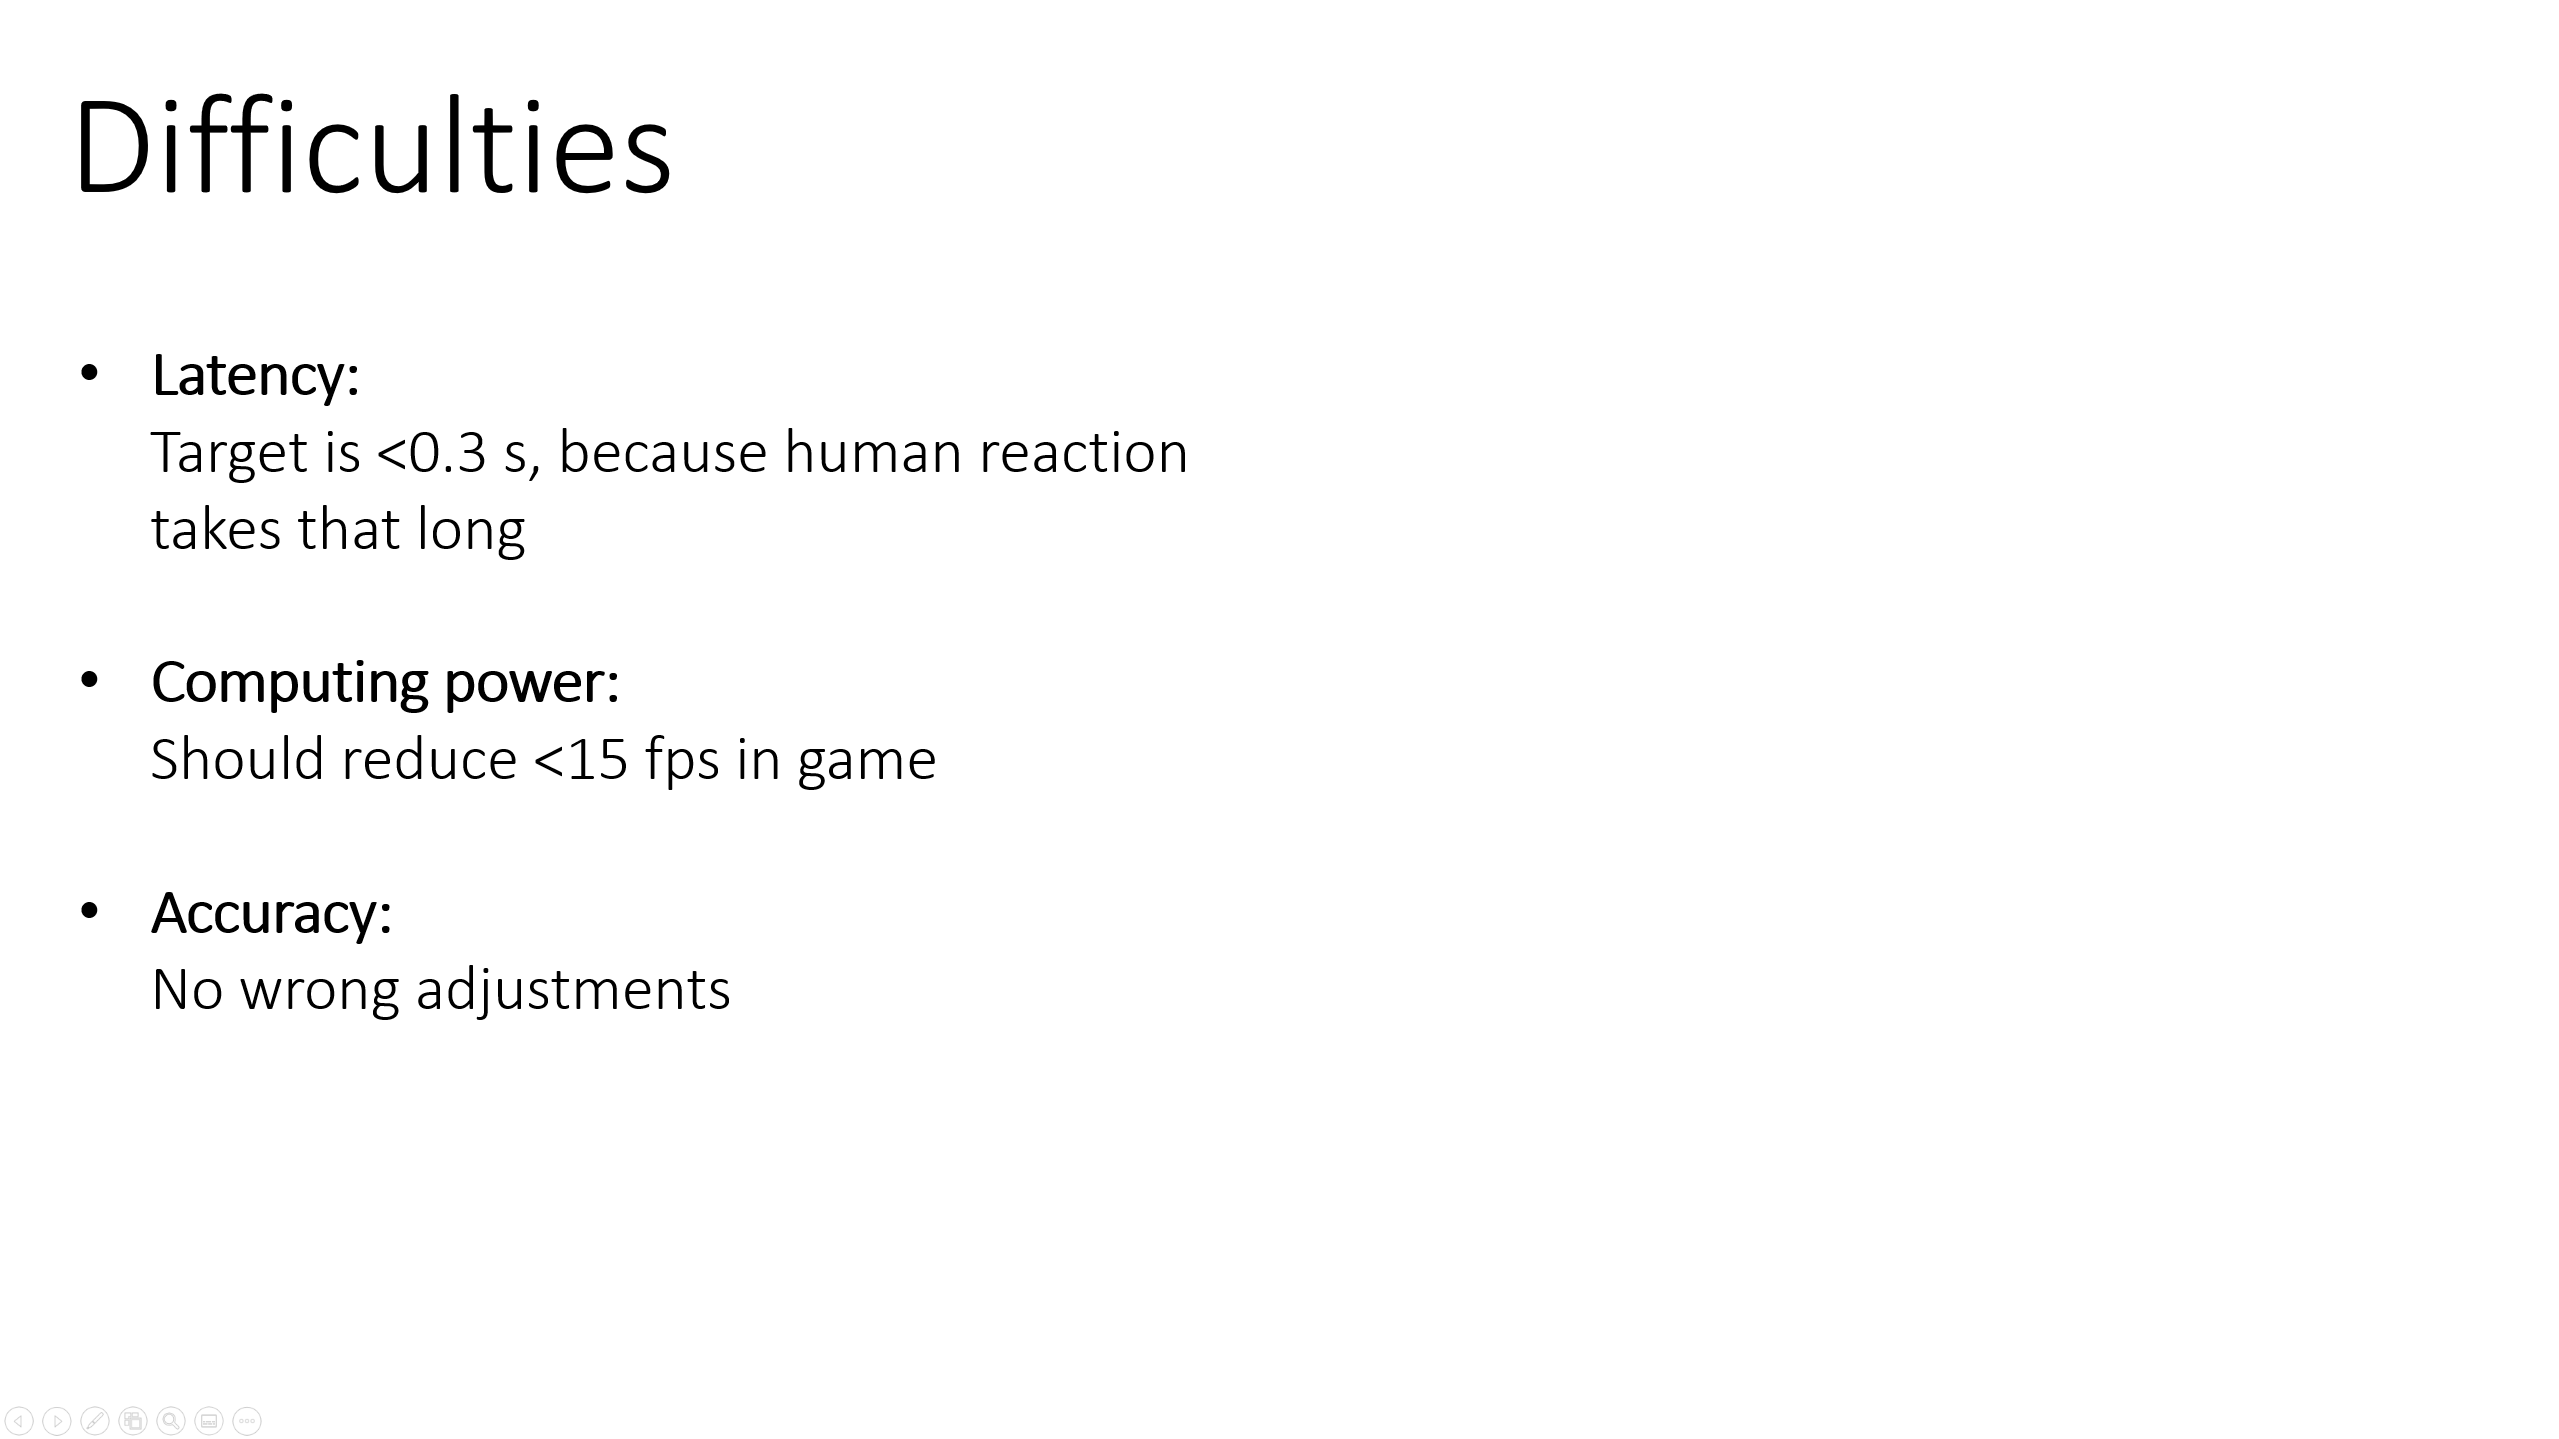 Difficulties
• Latency:
Target is <0.3 s, because human reaction
takes that long
• Computing power:
Should reduce <15 fps in game
• Accuracy:
No wrong adjustments